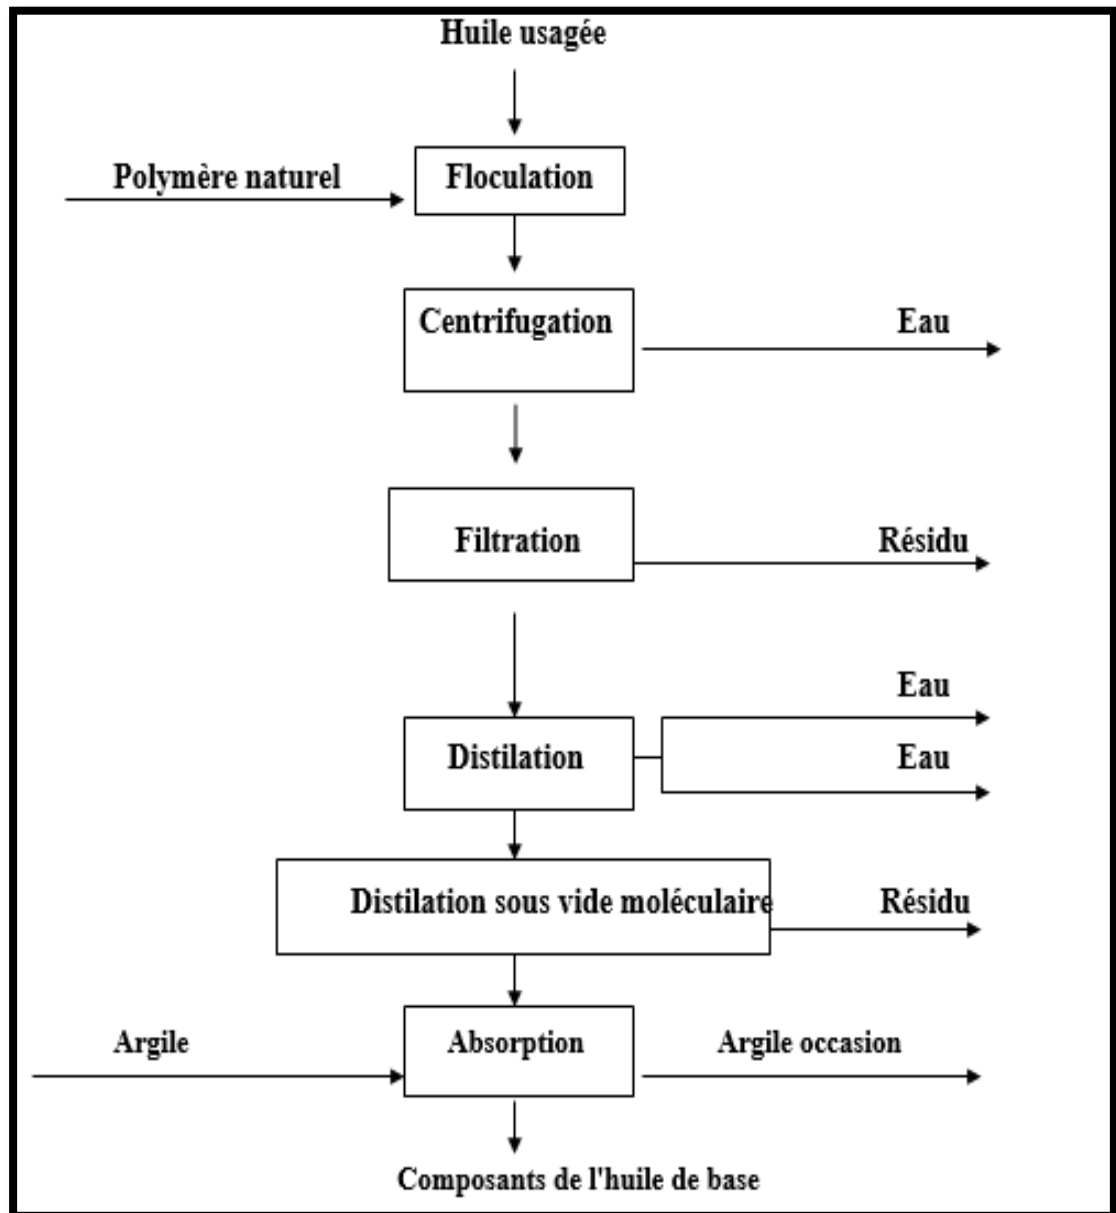 Huile usagée
Polymère naturel
Floculation
Centrifugation
Eau
Filtration
Résidu
Eau
Distilation
Eau
Distilation sous vide moléculaire
Résidu
Argile
Absorption
Argile occasion
Composants de l'huile de base